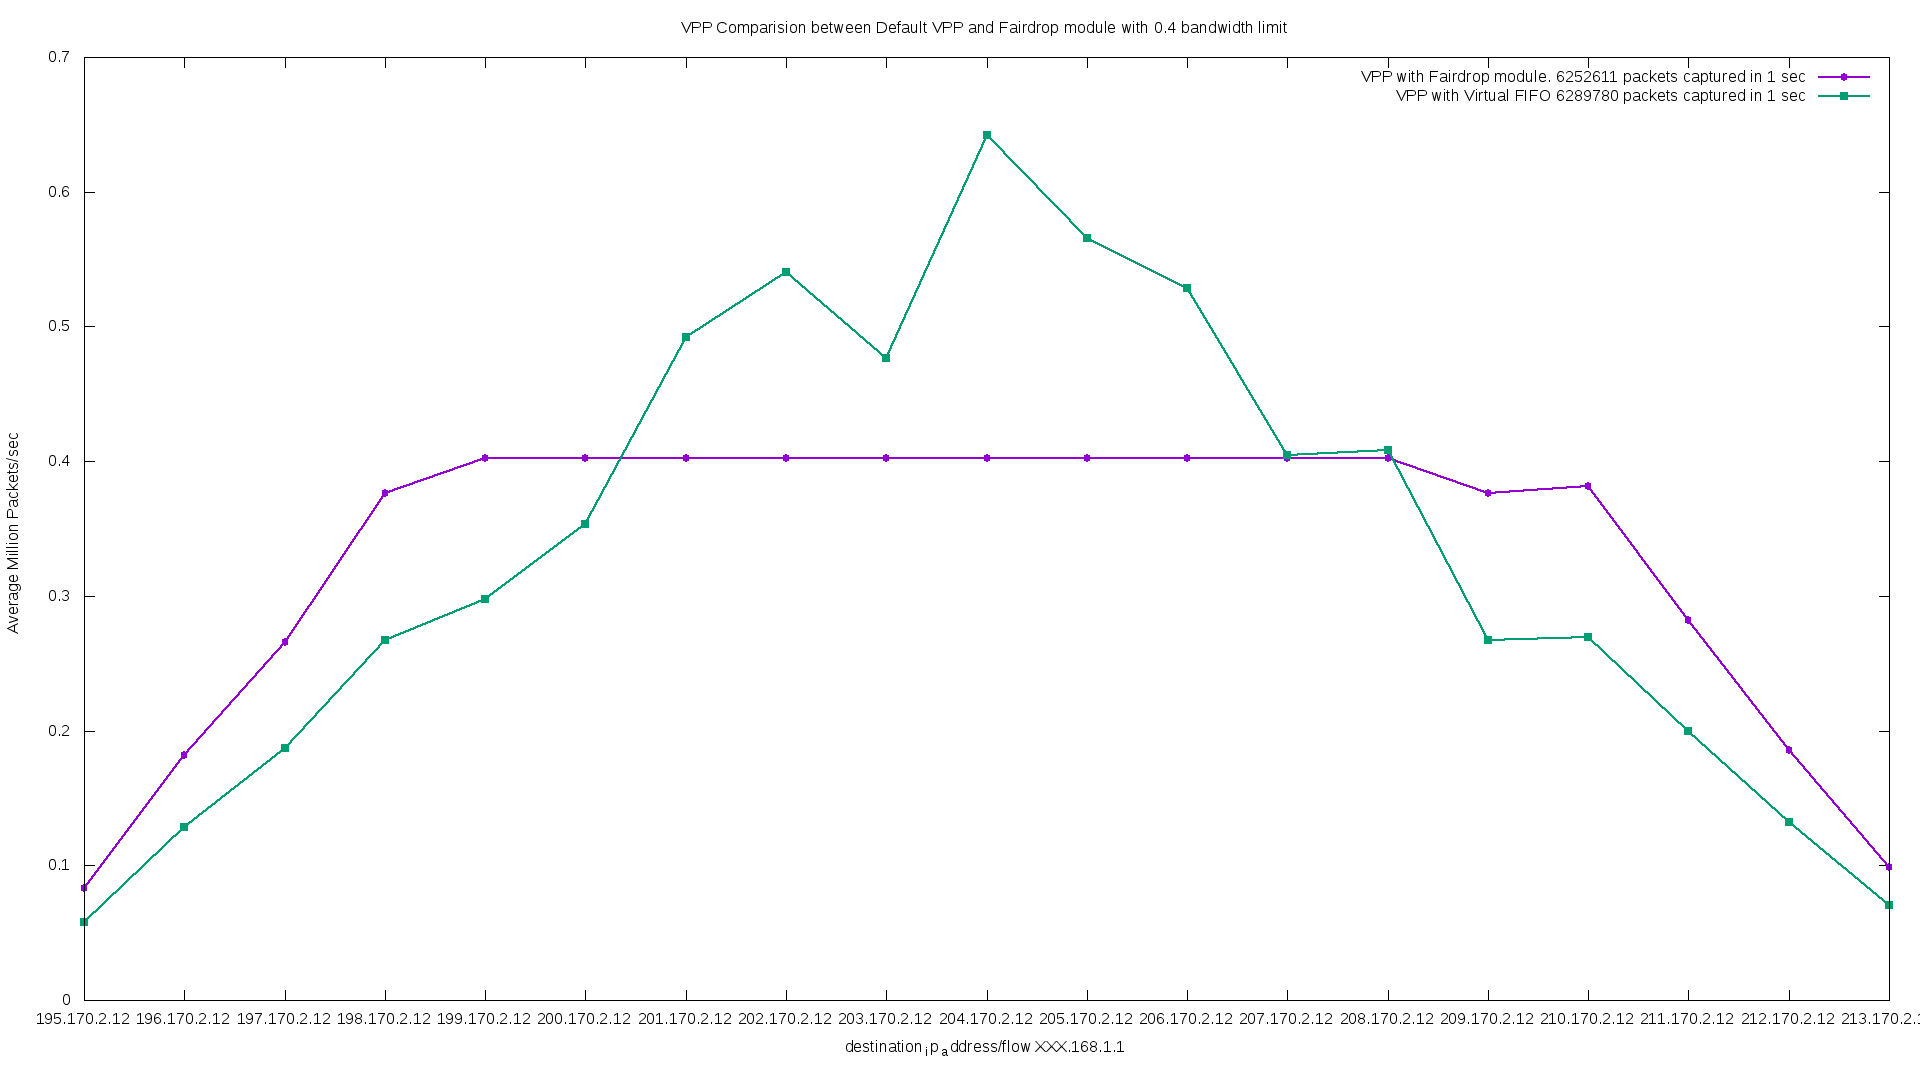 VPP Comparision between Default VPP and Fairdrop module with 0.4 bandwidth limit
VPP with Fairdrop module. 6252611 packets captured in 1 sec
VPP with Virtual FIFO 6289780 packets captured in 1 sec
0.7
0.6
0.5
0.4
0.3
0.2
0.1
0
Average Million Packets/sec
195.170.2.12 196.170.2.12 197.170.2.12 198.170.2.12 199.170.2.12 200.170.2.12 201.170.2.12 202.170.2.12 203.170.2.12 204.170.2.12 205.170.2.12 206.170.2.12 207.170.2.12 208.170.2.12 209.170.2.12 210.170.2.12 211.170.2.12 212.170.2.12 213.170.2.1
destination ip address/flow XXX.168.1.1